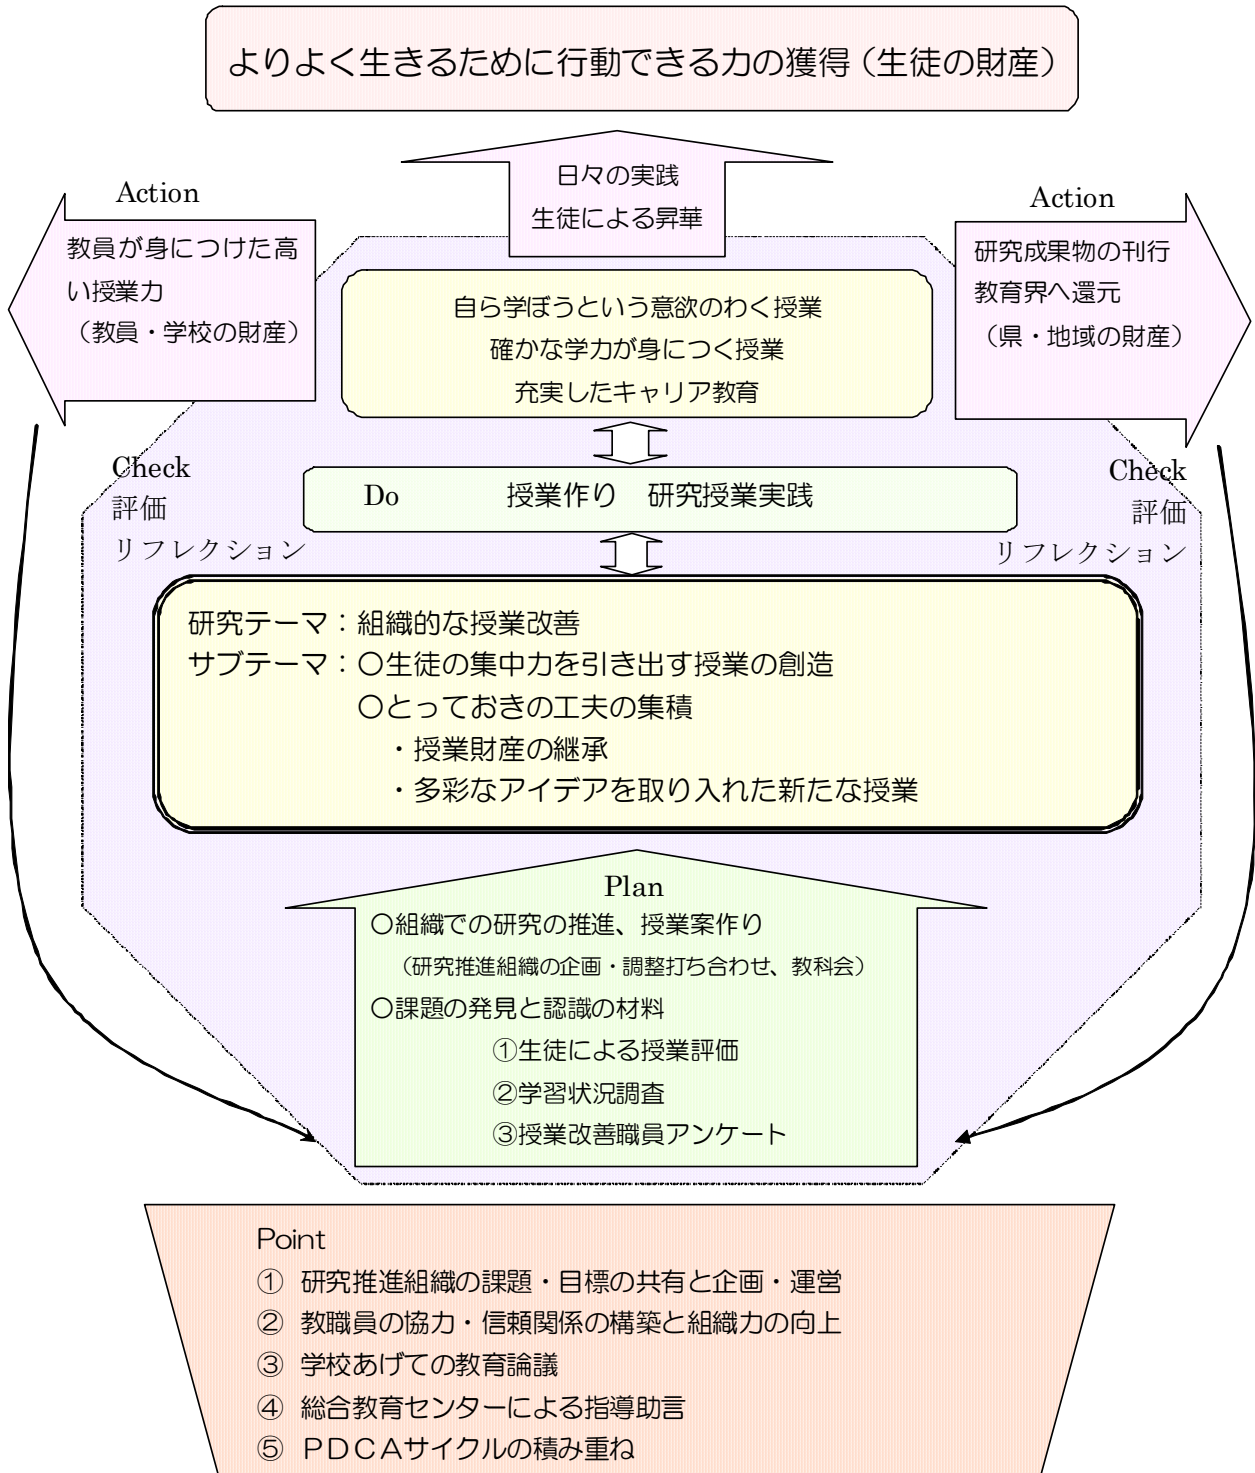 よりよく生きるために行動できる力の獲得（生徒の財産）
日々の実践
生徒による昇華
Action
教員が身につけた高
い授業力
（教員・学校の財産）
Action
研究成果物の刊行
教育界へ還元
（県・地域の財産）
自ら学ぼうという意欲のわく授業
確かな学力が身につく授業
充実したキャリア教育
Check
評価
リフレクション
Do 授業作り 研究授業実践
Check
評価
リフレクション
研究テーマ：組織的な授業改善
サブテーマ：○生徒の集中力を引き出す授業の創造
○とっておきの工夫の集積
・授業財産の継承
・多彩なアイデアを取り入れた新たな授業
Plan
○組織での研究の推進、授業案作り
（研究推進組織の企画・調整打ち合わせ、教科会）
○課題の発見と認識の材料
①生徒による授業評価
②学習状況調査
③授業改善職員アンケート
Point
① 研究推進組織の課題・目標の共有と企画・運営
② 教職員の協力・信頼関係の構築と組織力の向上
③ 学校あげての教育論議
④ 総合教育センターによる指導助言
⑤ ＰＤＣＡサイクルの積み重ね